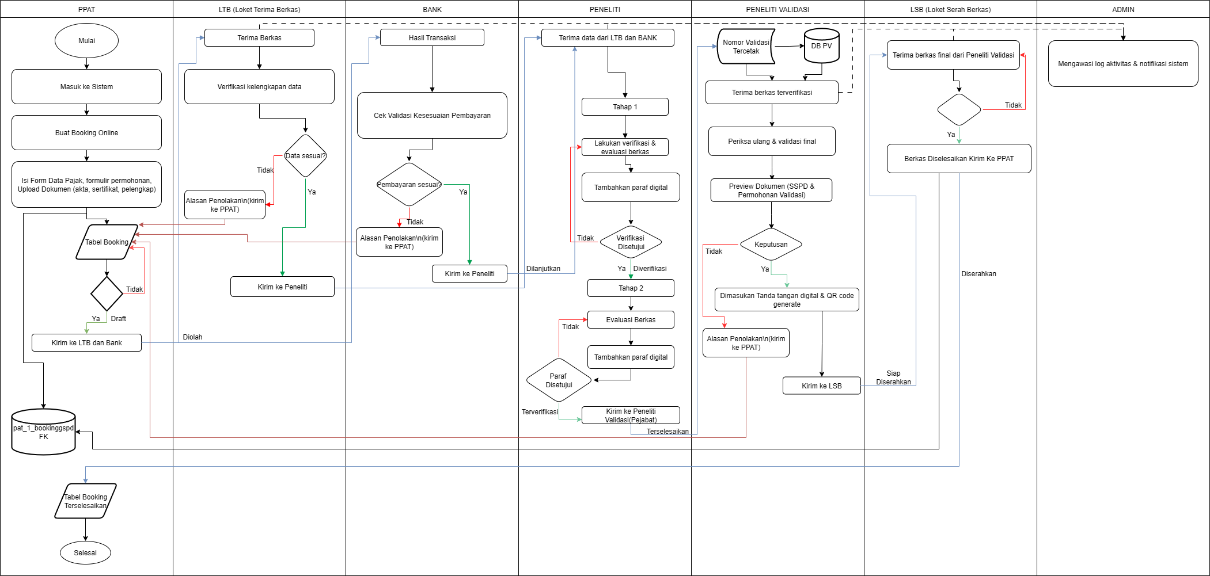 PPAT
LTB (Loket Terima Berkas)
BANK
PENELITI
PENELITI VALIDASI
LSB (Loket Serah Berkas)
ADMIN
Mulai
Masuk ke Sistem
Buat Booking Online
Isi Form Data Pajak, formulir permohonan,
Upload Dokumen (akta, sertifikat, pelengkap)
Tabel Booking
Tidak
Ya
Draft
Kirim ke LTB dan Bank
pat_1_bookinggspd
FK
Tabel Booking
Terselesaikan
Selesai
Terima Berkas
Verifikasi kelengkapan data
Data sesuai?
Tidak
Ya
Alasan Penolakan\n(kirim
ke PPAT)
Kirim ke Peneliti
Diolah
Hasil Transaksi
Cek Validasi Kesesuaian Pembayaran
Pembayaran sesuai?
Ya
Tidak
Alasan Penolakan\n(kirim
ke PPAT)
Kirim ke Peneliti
Dilanjutkan
Terima data dari LTB dan BANK
Tahap 1
Lakukan verifikasi &
evaluasi berkas
Tambahkan paraf digital
Verifikasi
Disetujui
Tidak
Ya
Diverifikasi
Tahap 2
Evaluasi Berkas
Tidak
Tambahkan paraf digital
Paraf
Disetujui
Terverifikasi
Kirim ke Peneliti
Validasi(Pejabat)
Terselesaikan
Nomor Validasi
Tercetak
DB PV
Terima berkas terverifikasi
Periksa ulang & validasi final
Preview Dokumen (SSPD &
Permohonan Validasi)
Keputusan
Tidak
Ya
Dimasukan Tanda tangan digital & QR code
generate
Alasan Penolakan\n(kirim
ke PPAT)
Kirim ke LSB
Siap
Diserahkan
Terima berkas final dari Peneliti Validasi
Tidak
Ya
Berkas Diselesaikan Kirim Ke PPAT
Diserahkan
Mengawasi log aktivitas & notifikasi sistem